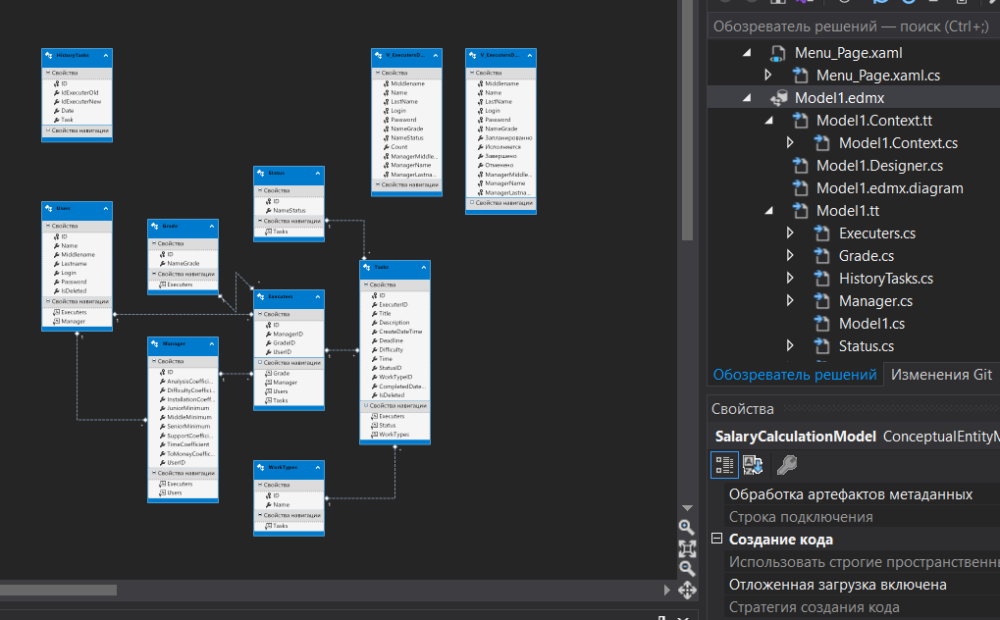 HistoryTasks
Свойства
ID
idExecuterOld
idExecuterNew
Date
Task
Свойства навигации
V_ExecutersD...
Свойства
Middlename
Name
LastName
Login
Password
NameGrade
NameStatus
Count
ManagerMiddle...
ManagerName
ManagerLastna...
Свойства навигации
V_ExecutersD...
Свойства
Middlename
Name
LastName
Login
Password
NameGrade
Запланированно
Исполняется
Завершено
Отменено
ManagerMiddle...
ManagerName
ManagerLastna...
Свойства навигации
Status
Свойства
ID
NameStatus
Свойства навигации
Tasks
Users
Свойства
ID
Name
Middlename
Lastname
Login
Password
IsDeleted
Свойства навигации
Executers
Manager
Grade
Свойства
ID
NameGrade
Свойства навигации
Executers
Executers
Свойства
ID
ManagerID
GradeID
UserID
Свойства навигации
Grade
Manager
Users
Tasks
Tasks
Свойства
ID
ExecuterID
Title
Description
CreateDateTime
Deadline
Difficulty
Time
StatusID
WorkTypeID
CompletedDate...
IsDeleted
Свойства навигации
Executers
Status
WorkTypes
Manager
Свойства
ID
AnalysisCoeffici...
DifficultyCoeffici...
InstallationCoeff...
JuniorMinimum
MiddleMinimum
SeniorMinimum
SupportCoeffici...
TimeCoefficient
ToMoneyCoeffic...
UserID
Свойства навигации
Executers
Users
WorkTypes
Свойства
ID
Name
Свойства навигации
Tasks
Обозреватель решений — поиск (Ctrl+;)
Menu_Page.xaml
Menu_Page.xaml.cs
Model1.edmx
Model1.Context.tt
Model1.Context.cs
Model1.Designer.cs
Model1.edmx.diagram
Model1.tt
Executers.cs
Grade.cs
HistoryTasks.cs
Manager.cs
Model1.cs
Status.cs
Обозреватель решений Изменения Git
Свойства
SalaryCalculationModel ConceptualEntityM
Обработка артефактов метаданных
Строка подключения
Создание кода
Использовать строгие пространственн
Отложенная загрузка включена
Стратегия создания кода